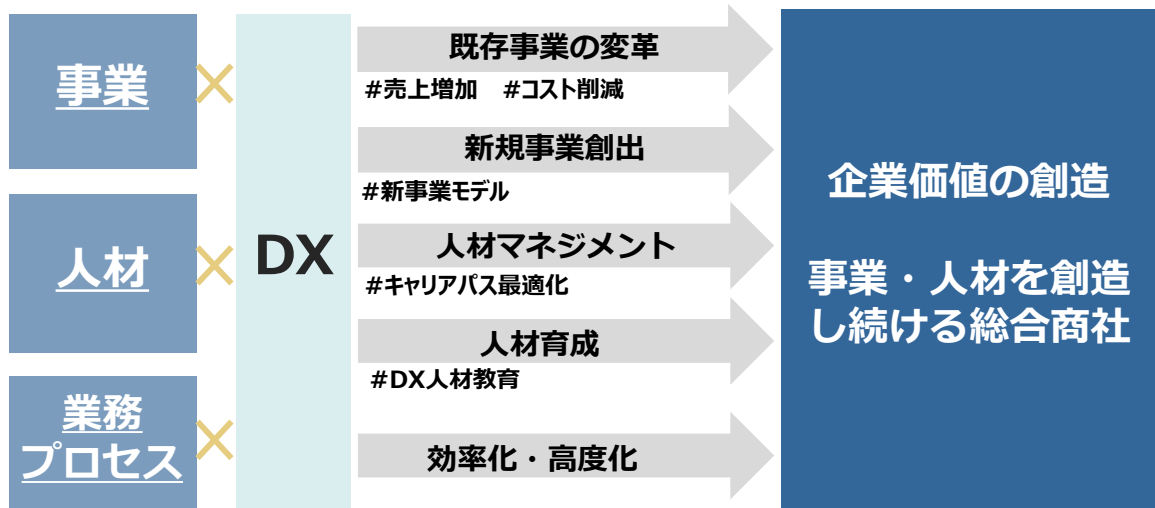 事業
×
人材
×
業務
プロセス
×
DX
既存事業の変革
#売上増加　#コスト削減
新規事業創出
#新事業モデル
人材マネジメント
#キャリアパス最適化
人材育成
#DX人材教育
効率化・高度化
企業価値の創造
事業・人材を創造
し続ける総合商社